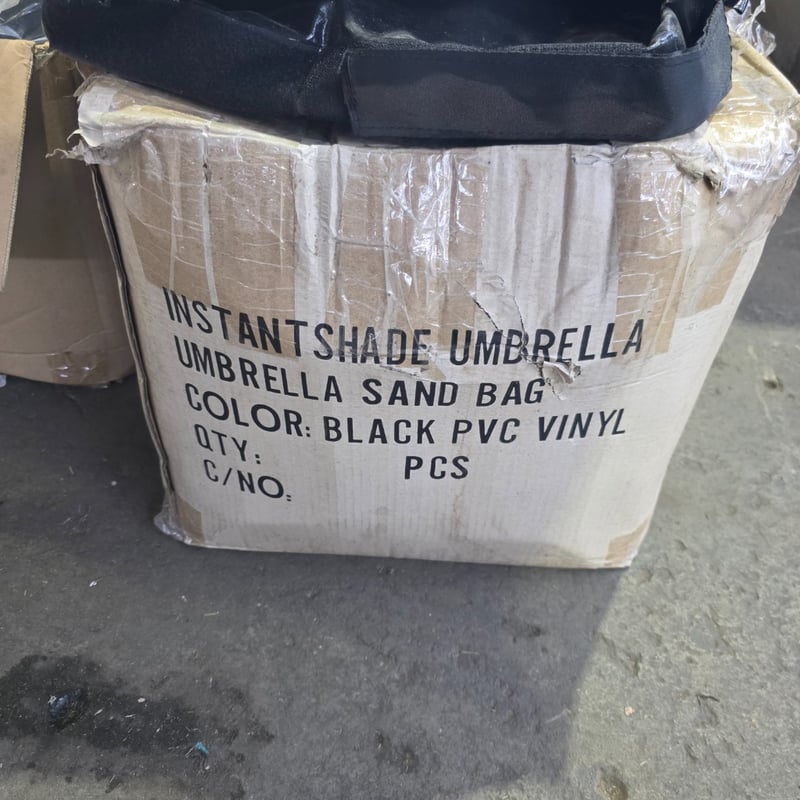 INSTANTSHADE UMBRELLA
UMBRELLA SAND BAG
COLOR: BLACK PVC VINYL
QTY: PCS
C/NO: